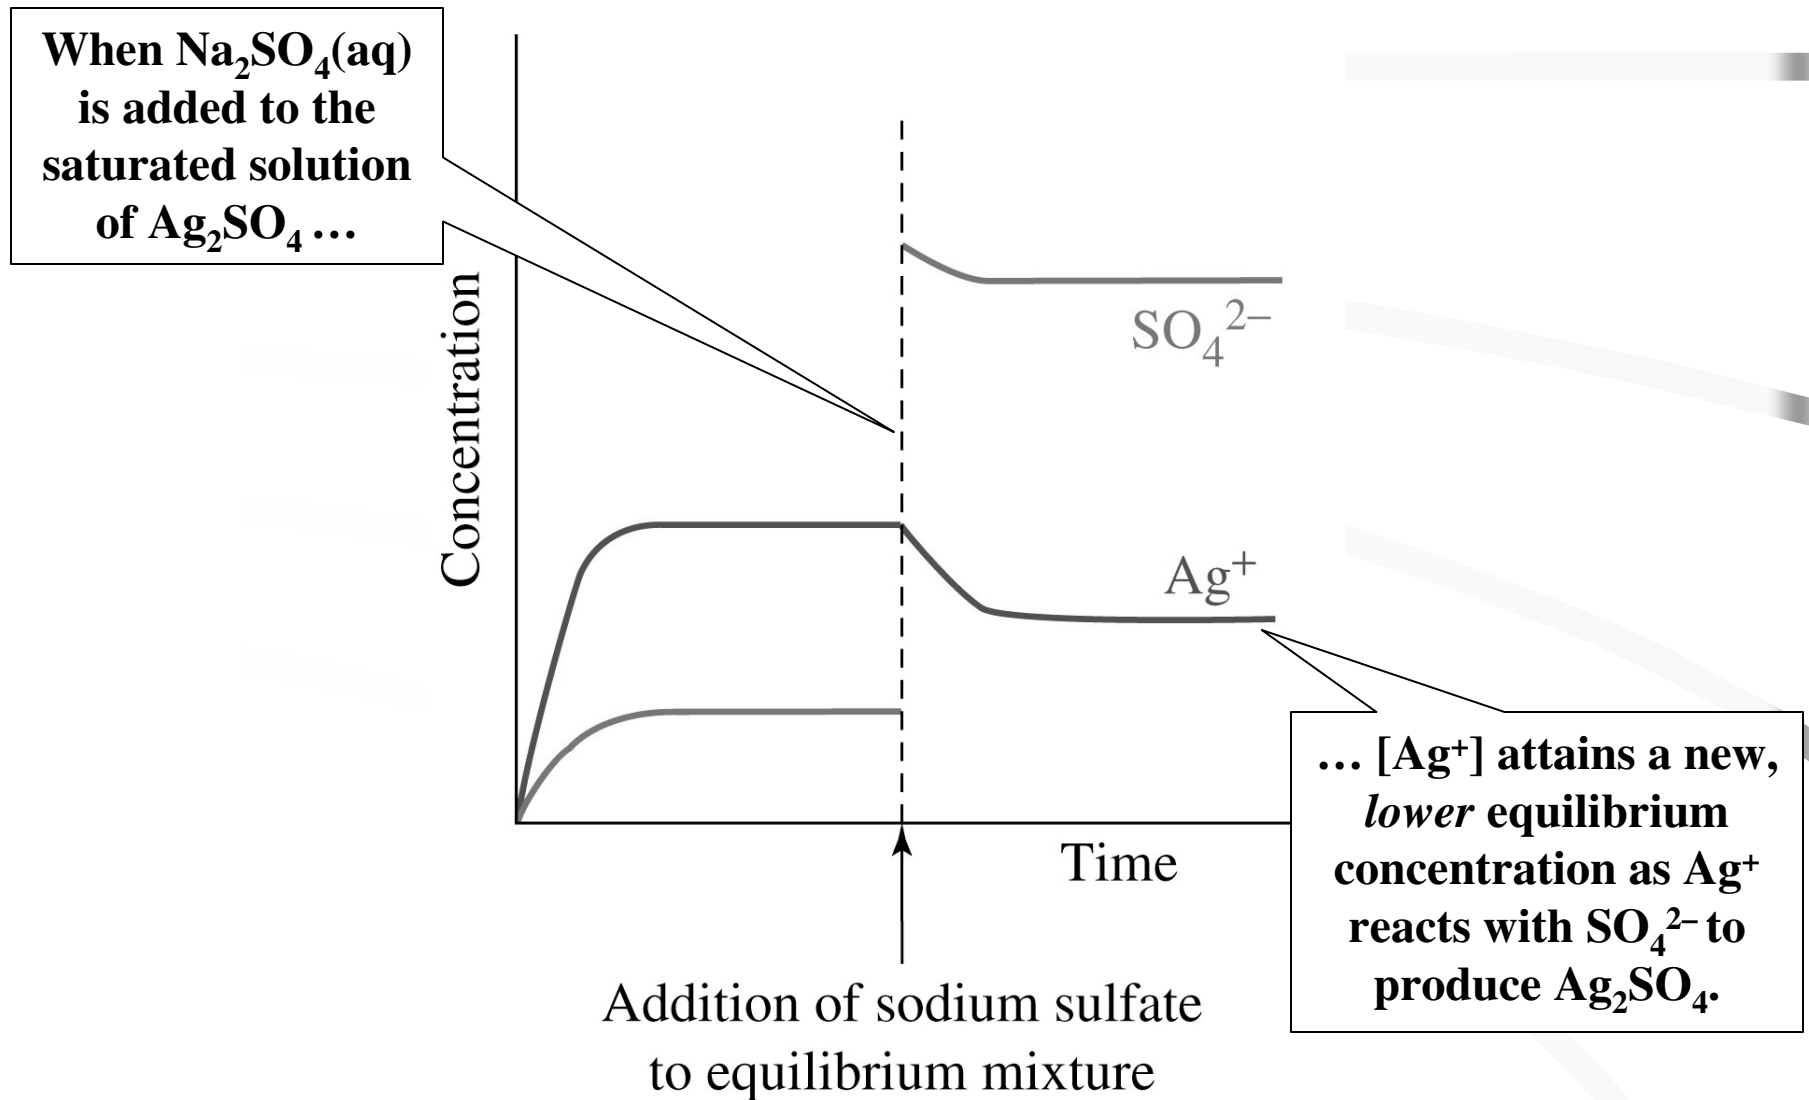 When Na₂SO₄(aq)
is added to the
saturated solution
of Ag₂SO₄ …
Concentration
SO₄²⁻
Ag⁺
… [Ag⁺] attains a new,
lower equilibrium
concentration as Ag⁺
reacts with SO₄²⁻ to
produce Ag₂SO₄.
Time
Addition of sodium sulfate
to equilibrium mixture